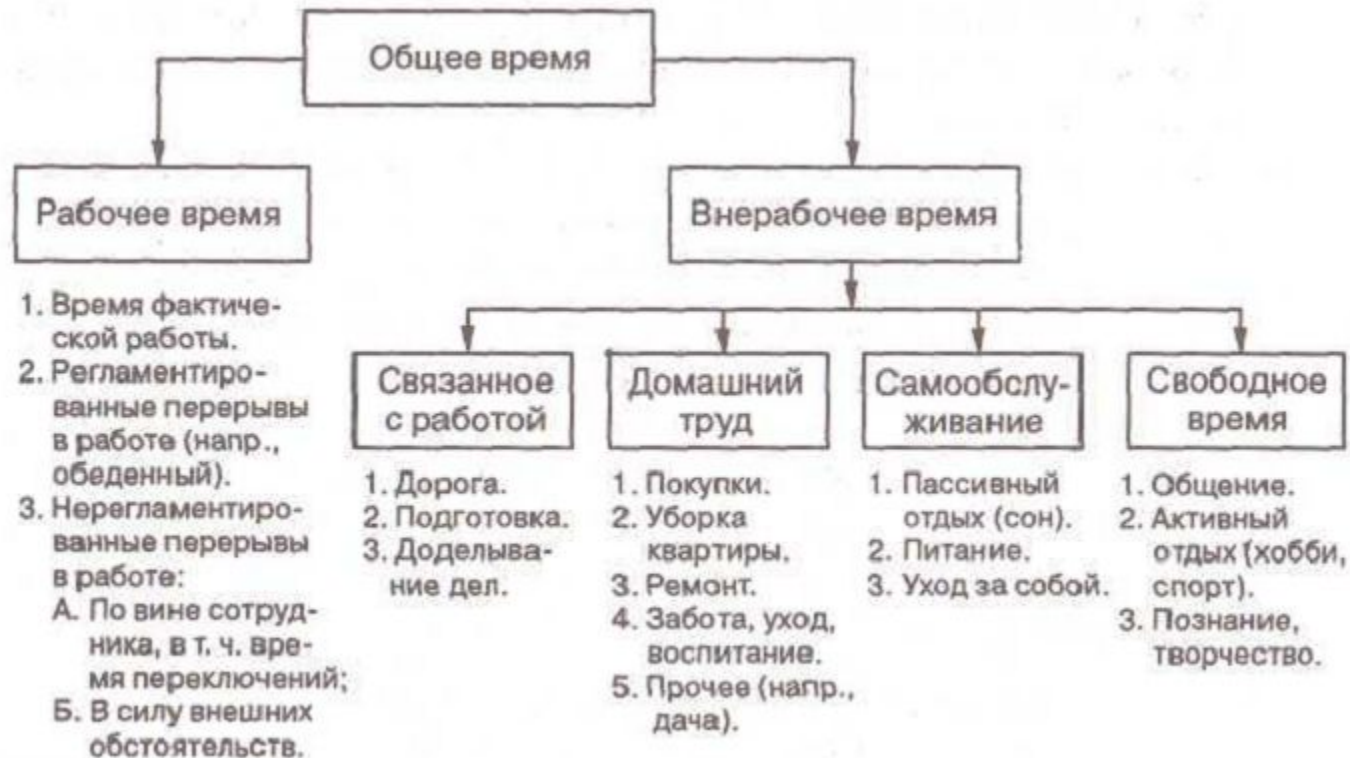 Общее время
Рабочее время
1. Время фактиче-
ской работы.
2. Регламентиро-
ванные перерывы
в работе (напр.,
обеденный).
3. Нерегламентиро-
ванные перерывы
в работе:
А. По вине сотруд-
ника, в т. ч. вре-
мя переключений;
Б. В силу внешних
обстоятельств.
Внерабочее время
Связанное
с работой
1. Дорога.
2. Подготовка.
3. Доделыва-
ние дел.
Домашний
труд
1. Покупки.
2. Уборка
квартиры.
3. Ремонт.
4. Забота, уход,
воспитание.
5. Прочее (напр.,
дача).
Самообслу-
живание
1. Пассивный
отдых (сон).
2. Питание.
3. Уход за собой.
Свободное
время
1. Общение.
2. Активный
отдых (хобби,
спорт).
3. Познание,
творчество.